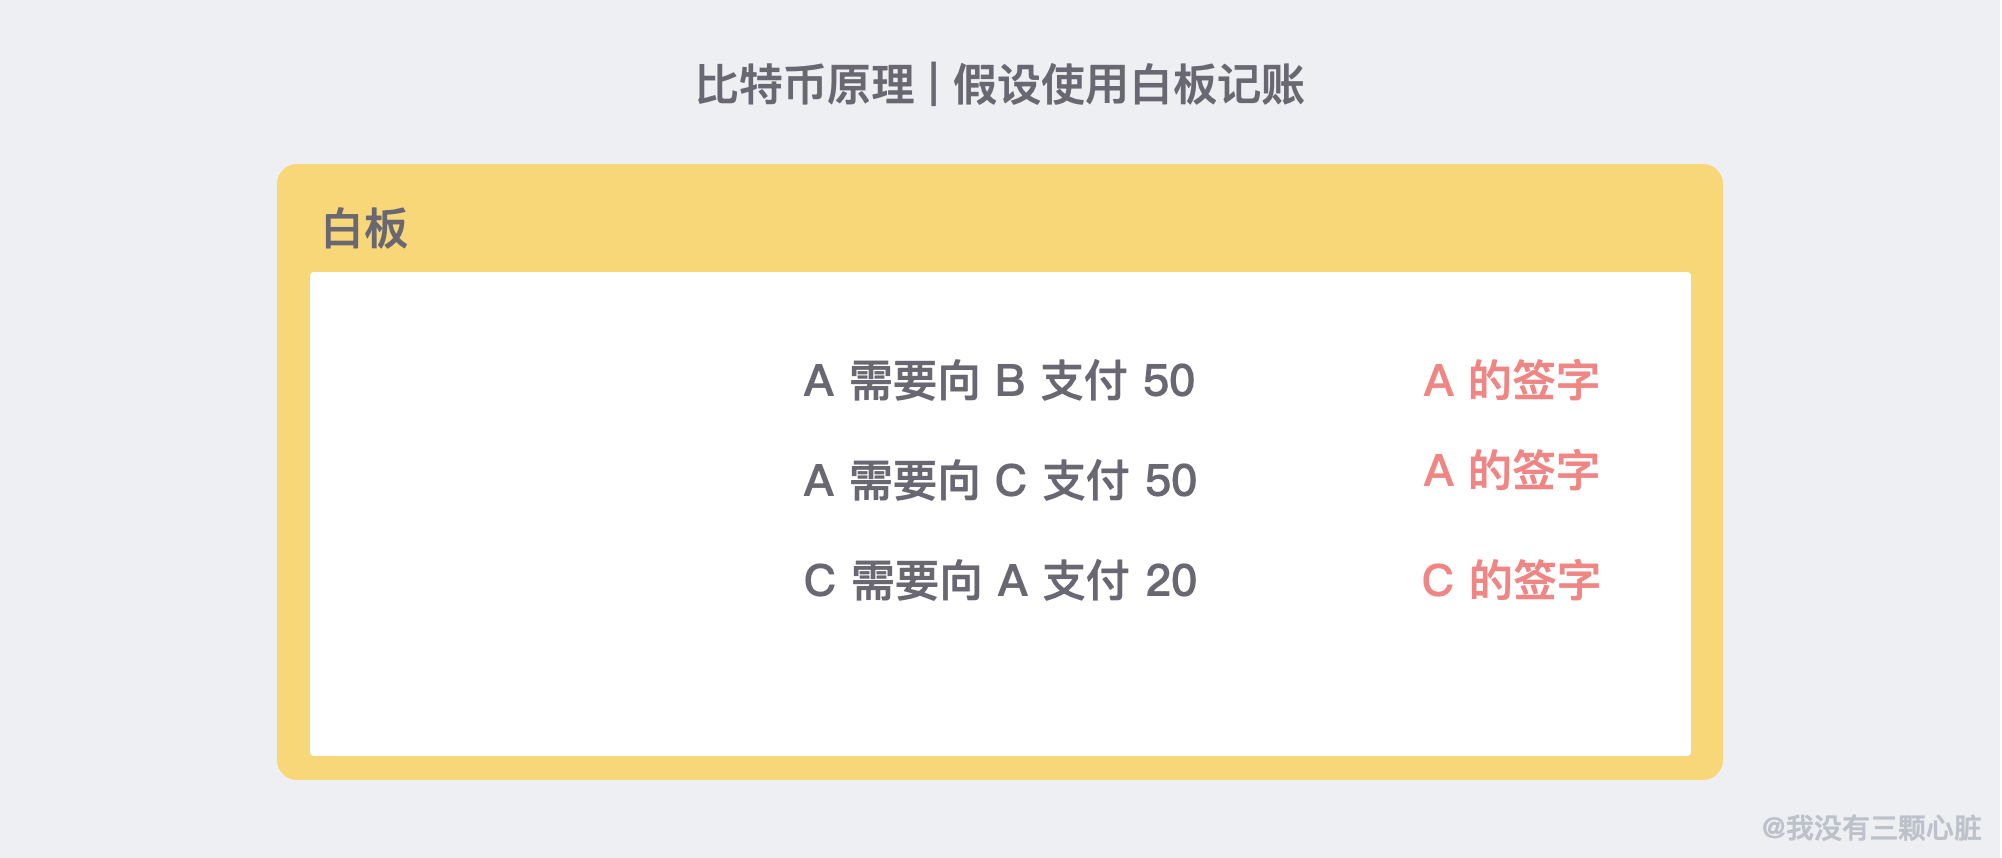 比特币原理 | 假设使用白板记账
白板
A 需要向 B 支付 50 A 的签字
A 需要向 C 支付 50 A 的签字
C 需要向 A 支付 20 C 的签字
@我没有三颗心脏